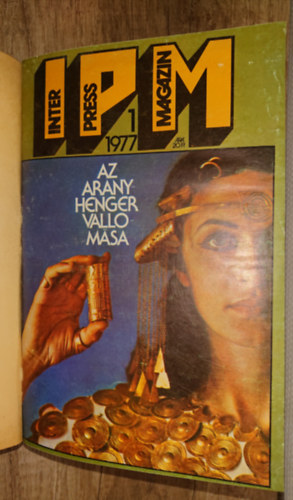 IPM
INTER
PRESS
MAGAZIN
1
1977
AZ
ARANY-
HENGER
VALLO
MASA